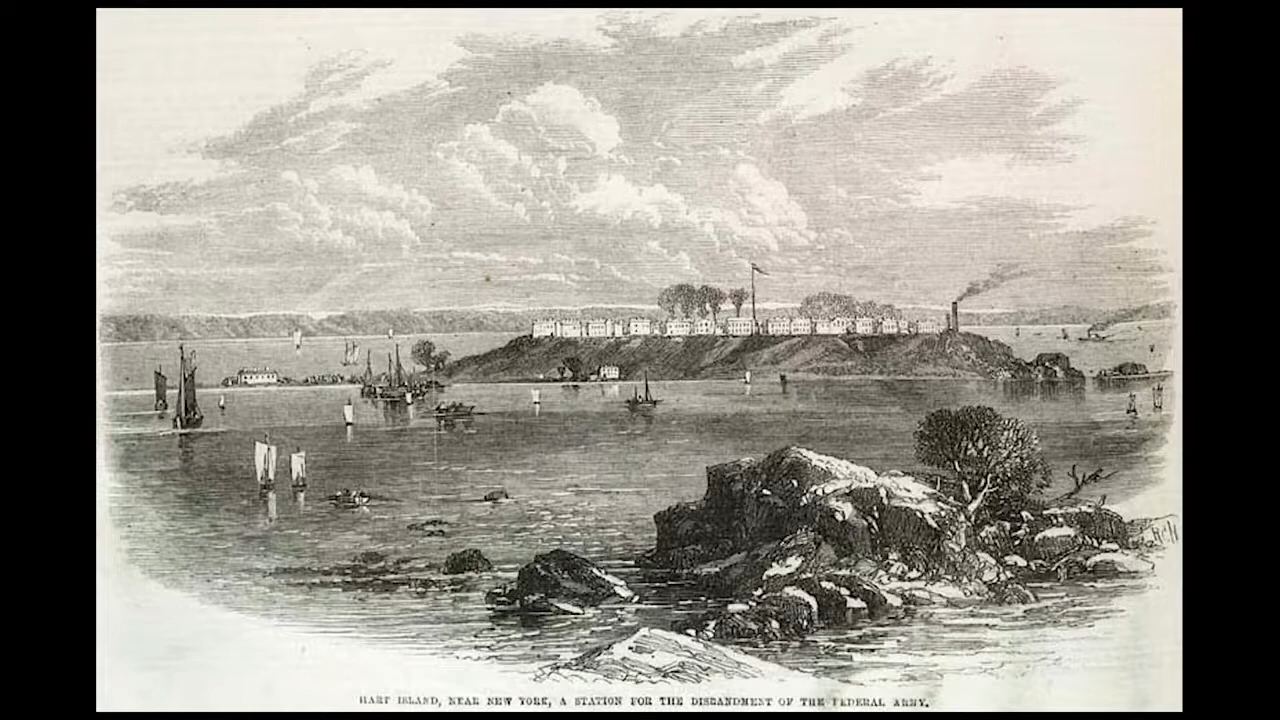 HART ISLAND, NEAR NEW YORK, A STATION FOR THE DISBANDMENT OF THE FEDERAL ARMY.